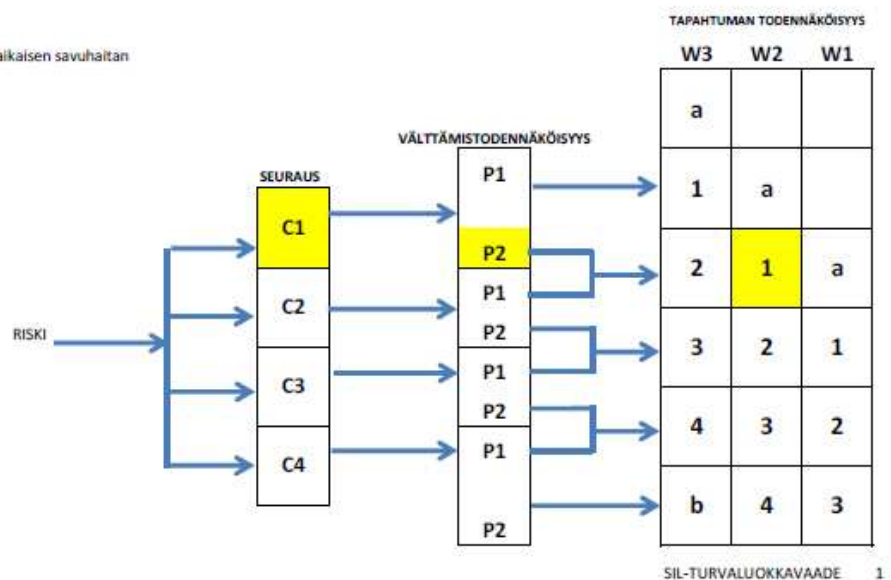 aikaisen savuhaitan
TAPAHTUMAN TODENNÄKÖISYYS
W3 W2 W1
VÄLTTÄMISTODENNÄKÖISYYS
SEURAUS
RISKI
C1
C2
C3
C4
P1
P2
P1
P2
P1
P2
P1
P2
a
1 a
2 1 a
3 2 1
4 3 2
b 4 3
SIL-TURVALUOKKAVAADE 1